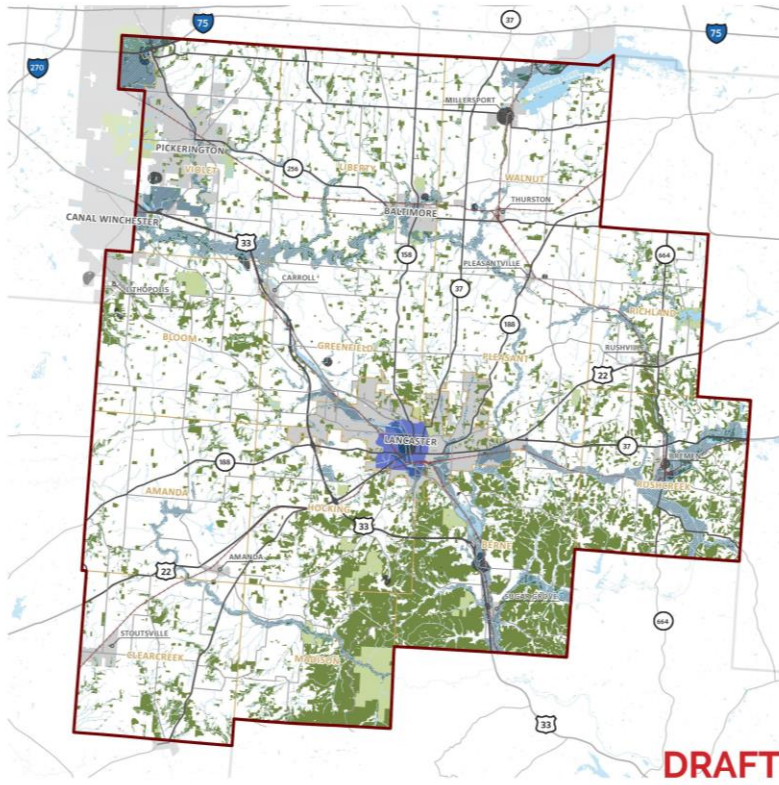 75
37
75
270
MILLERSPORT
PICKERINGTON
VIOLET
256
LIBERTY
WALNUT
THURSTON
BALTIMORE
CANAL WINCHESTER
33
158
664
PLEASANTVILLE
CARROLL
37
LITHOPOLIS
RICHLAND
188
BLOOM
GREENFIELD
PLEASANT
RUSHVILLE
22
LANCASTER
37
188
BREMEN
RUSHCREEK
AMANDA
HOCKING
33
BERNE
AMANDA
22
SUGAR GROVE
664
STOUTSVILLE
CLEARCREEK
MADISON
33
DRAFT